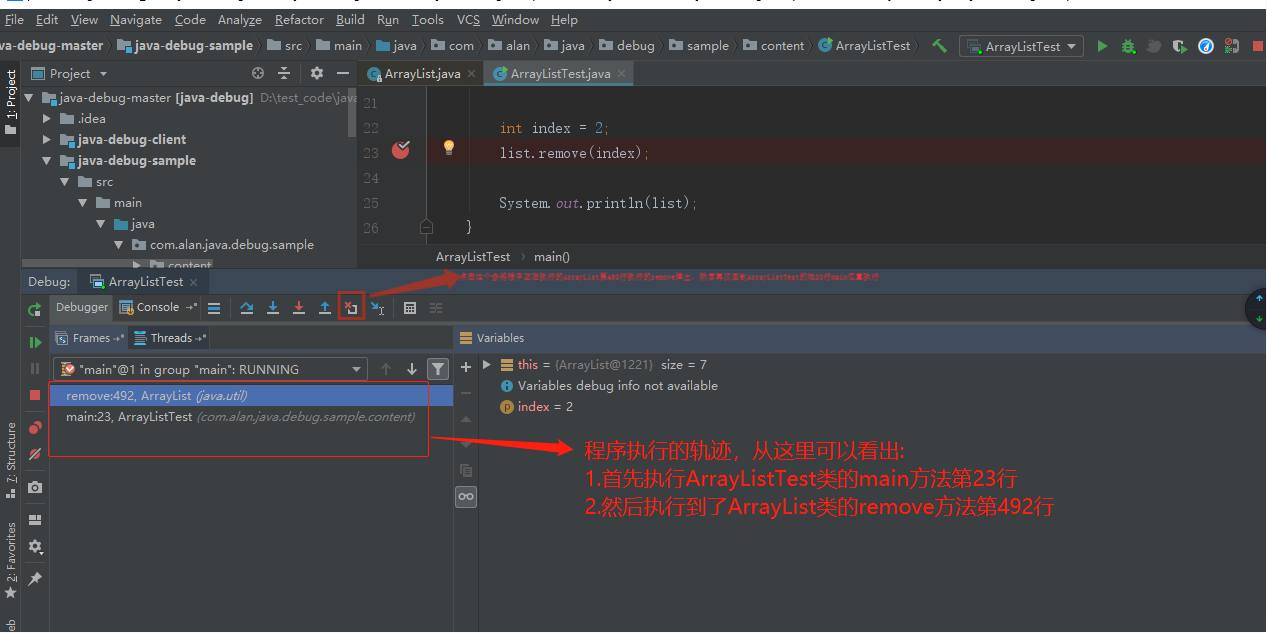 File Edit View Navigate Code Analyze Refactor Build Run Tools VCS Window Help
va-debug-master java-debug-sample src main java com alan java debug sample content ArrayListTest ArrayListTest
1: Project
Project
ArrayList.java
ArrayListTest.java
java-debug-master [java-debug] D:\test_code\java
.idea
java-debug-client
java-debug-sample
src
main
java
com.alan.java.debug.sample
content
21
22 int index = 2;
23 list.remove(index);
24
25 System.out.println(list);
26 }
ArrayListTest main()
Debug: ArrayListTest
Debugger Console
Frames Threads
Variables
"main"@1 in group "main": RUNNING
remove:492, ArrayList (java.util)
main:23, ArrayListTest (com.alan.java.debug.sample.content)
this = {ArrayList@1221} size = 7
Variables debug info not available
index = 2
程序执行的轨迹，从这里可以看出:
1.首先执行ArrayListTest类的main方法第23行
2.然后执行到了ArrayList类的remove方法第492行
7: Structure
2: Favorites
eb